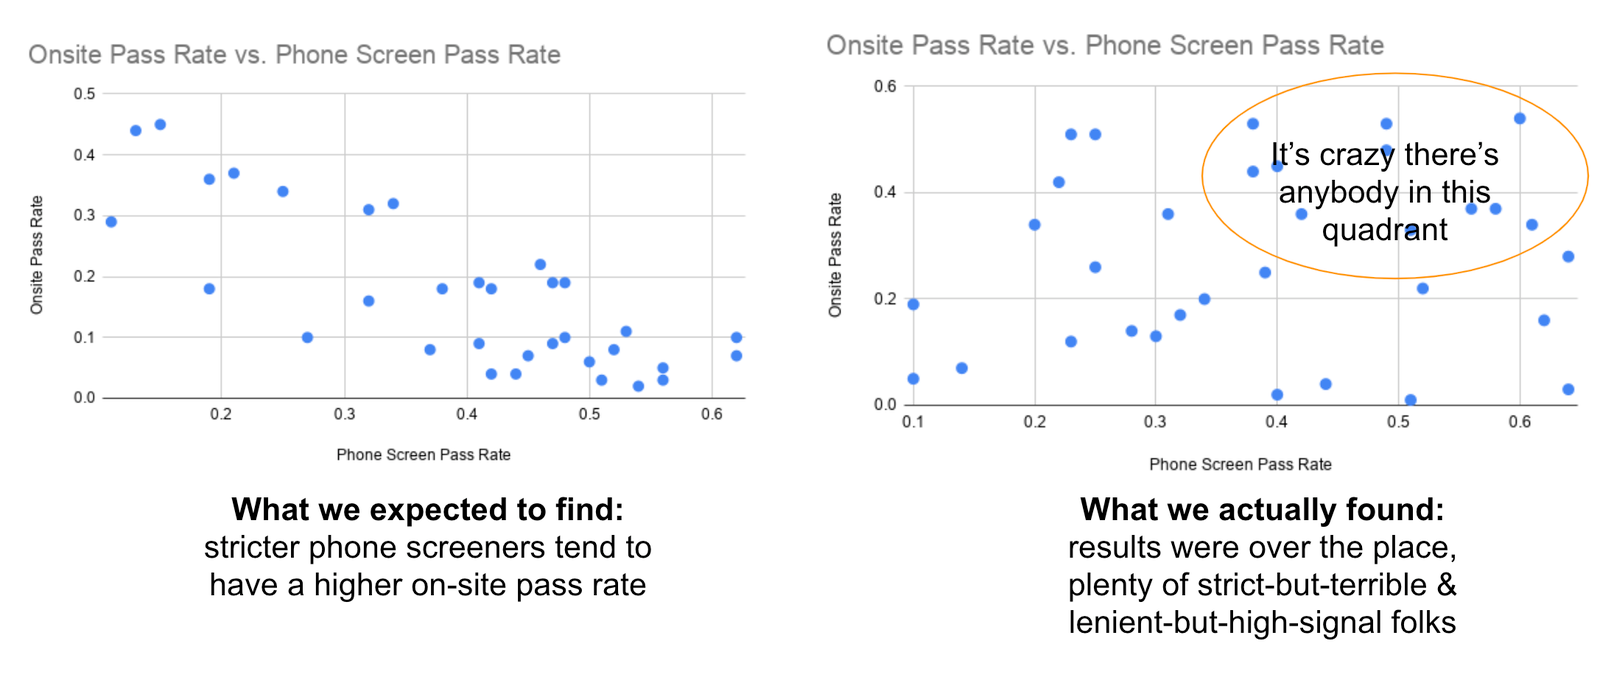 Onsite Pass Rate vs. Phone Screen Pass Rate
0.5
0.4
0.3
0.2
0.1
0.0
0.2 0.3 0.4 0.5 0.6
Onsite Pass Rate
Phone Screen Pass Rate
What we expected to find:
stricter phone screeners tend to
have a higher on-site pass rate
Onsite Pass Rate vs. Phone Screen Pass Rate
0.6
0.4
0.2
0.0
0.1 0.2 0.3 0.4 0.5 0.6
Onsite Pass Rate
Phone Screen Pass Rate
It’s crazy there’s
anybody in this
quadrant
What we actually found:
results were over the place,
plenty of strict-but-terrible &
lenient-but-high-signal folks